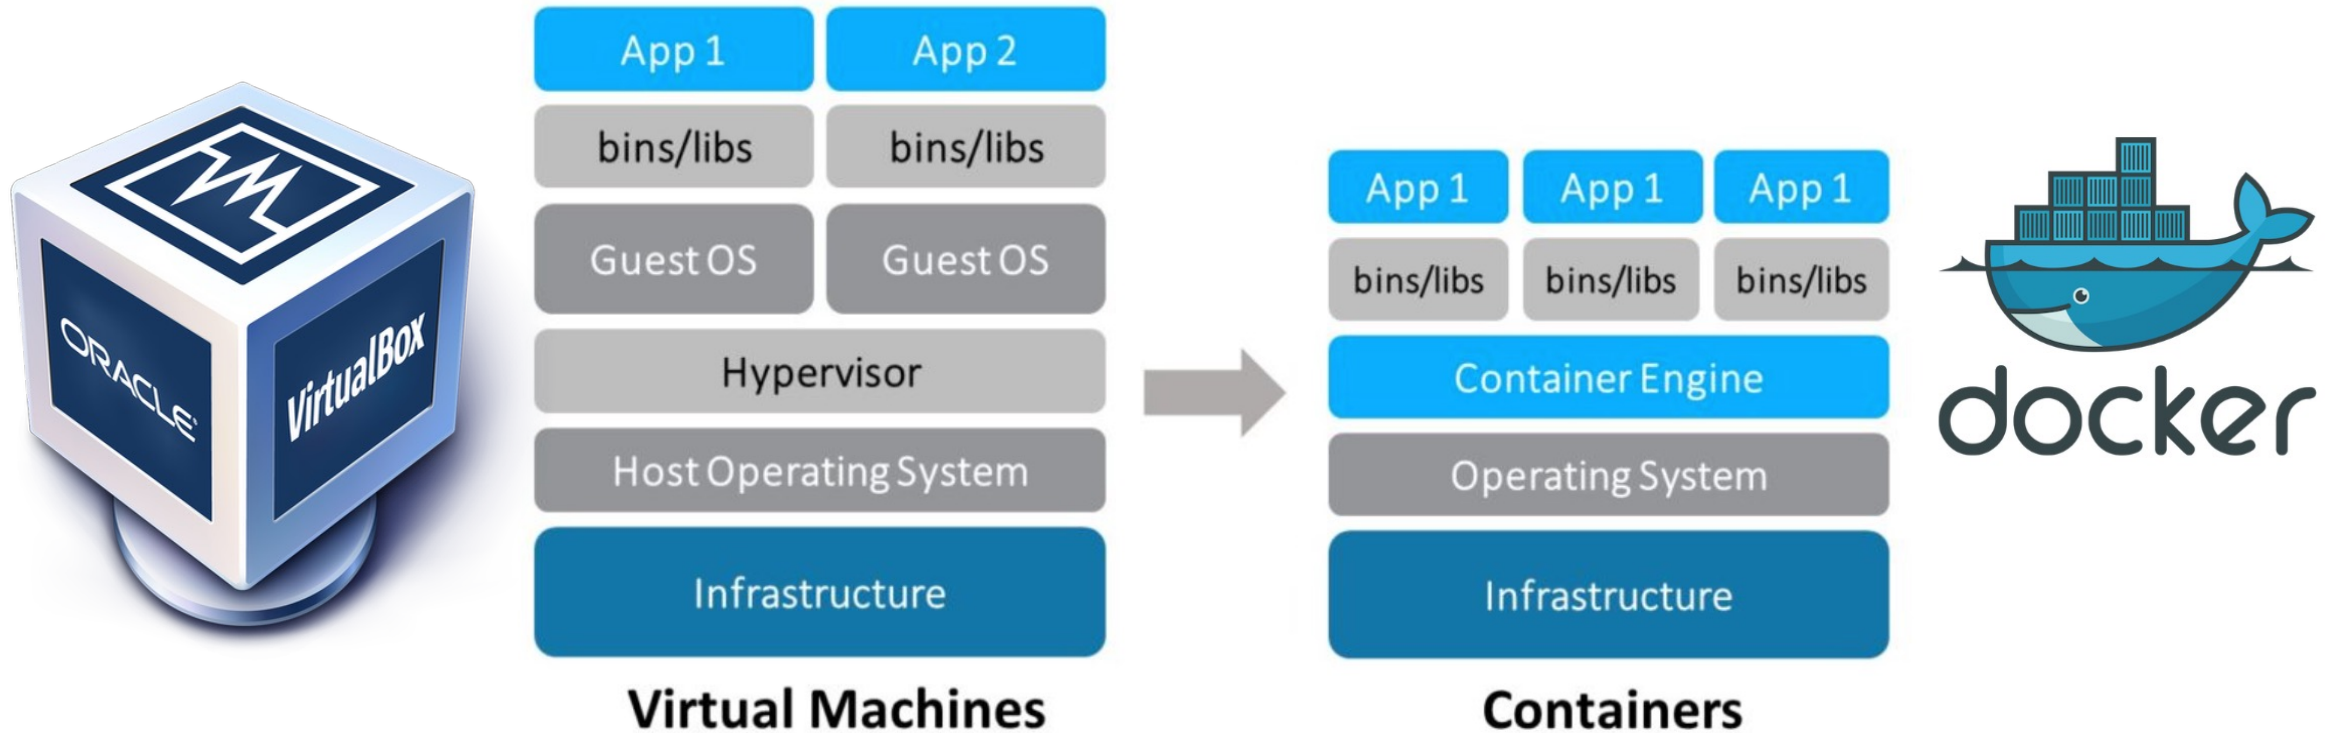 ORACLE
VirtualBox
App 1
App 2
bins/libs
bins/libs
Guest OS
Guest OS
Hypervisor
Host Operating System
Infrastructure
Virtual Machines
App 1
App 1
App 1
bins/libs
bins/libs
bins/libs
Container Engine
Operating System
Infrastructure
Containers
docker